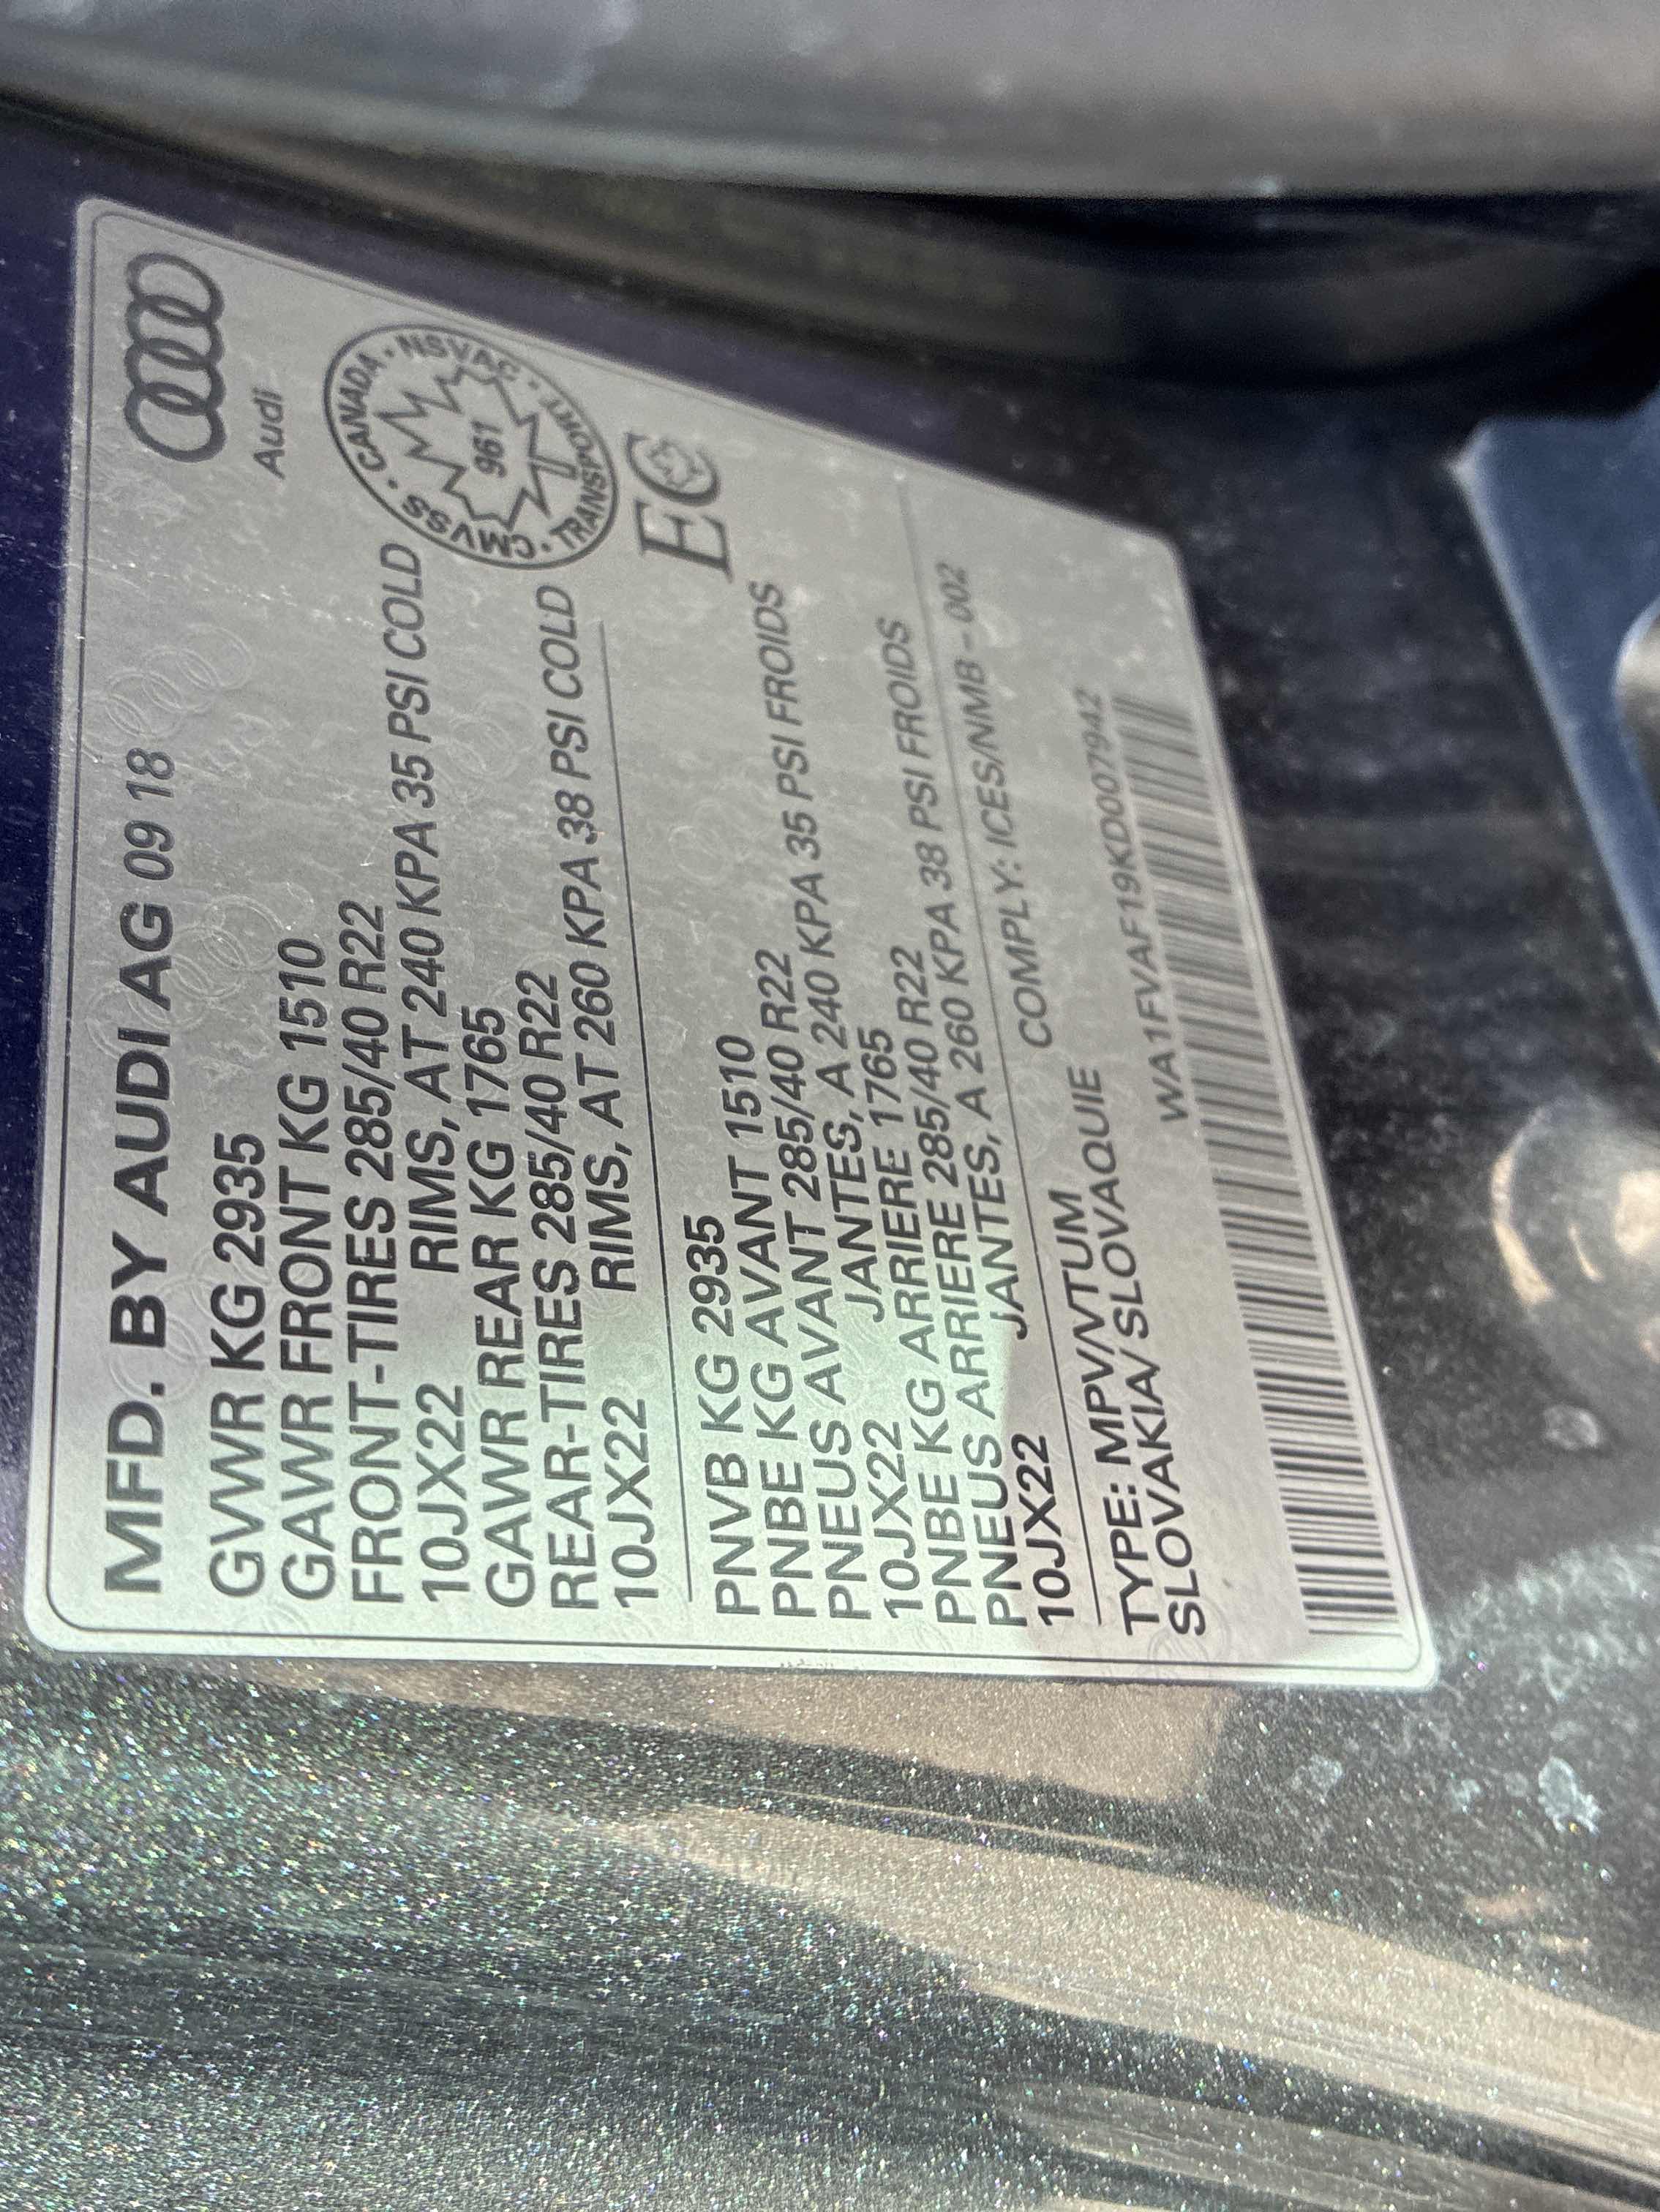 MFD. BY AUDI AG 09 18
Audi
GVWR KG 2935
GAWR FRONT KG 1510
FRONT-TIRES 285/40 R22
10JX22 RIMS, AT 240 KPA 35 PSI COLD
GAWR REAR KG 1765
REAR-TIRES 285/40 R22
10JX22 RIMS, AT 260 KPA 38 PSI COLD
CMVSS • CANADA • NSVAC • TRANSPORT •
961
EC
PNVB KG 2935
PNBE KG AVANT 1510
PNEUS AVANT 285/40 R22
10JX22 JANTES, A 240 KPA 35 PSI FROIDS
PNBE KG ARRIERE 1765
PNEUS ARRIERE 285/40 R22
10JX22 JANTES, A 260 KPA 38 PSI FROIDS
TYPE: MPV/VTUM COMPLY: ICES/NMB-002
SLOVAKIA/ SLOVAQUIE
WA1FVAF19KD007942